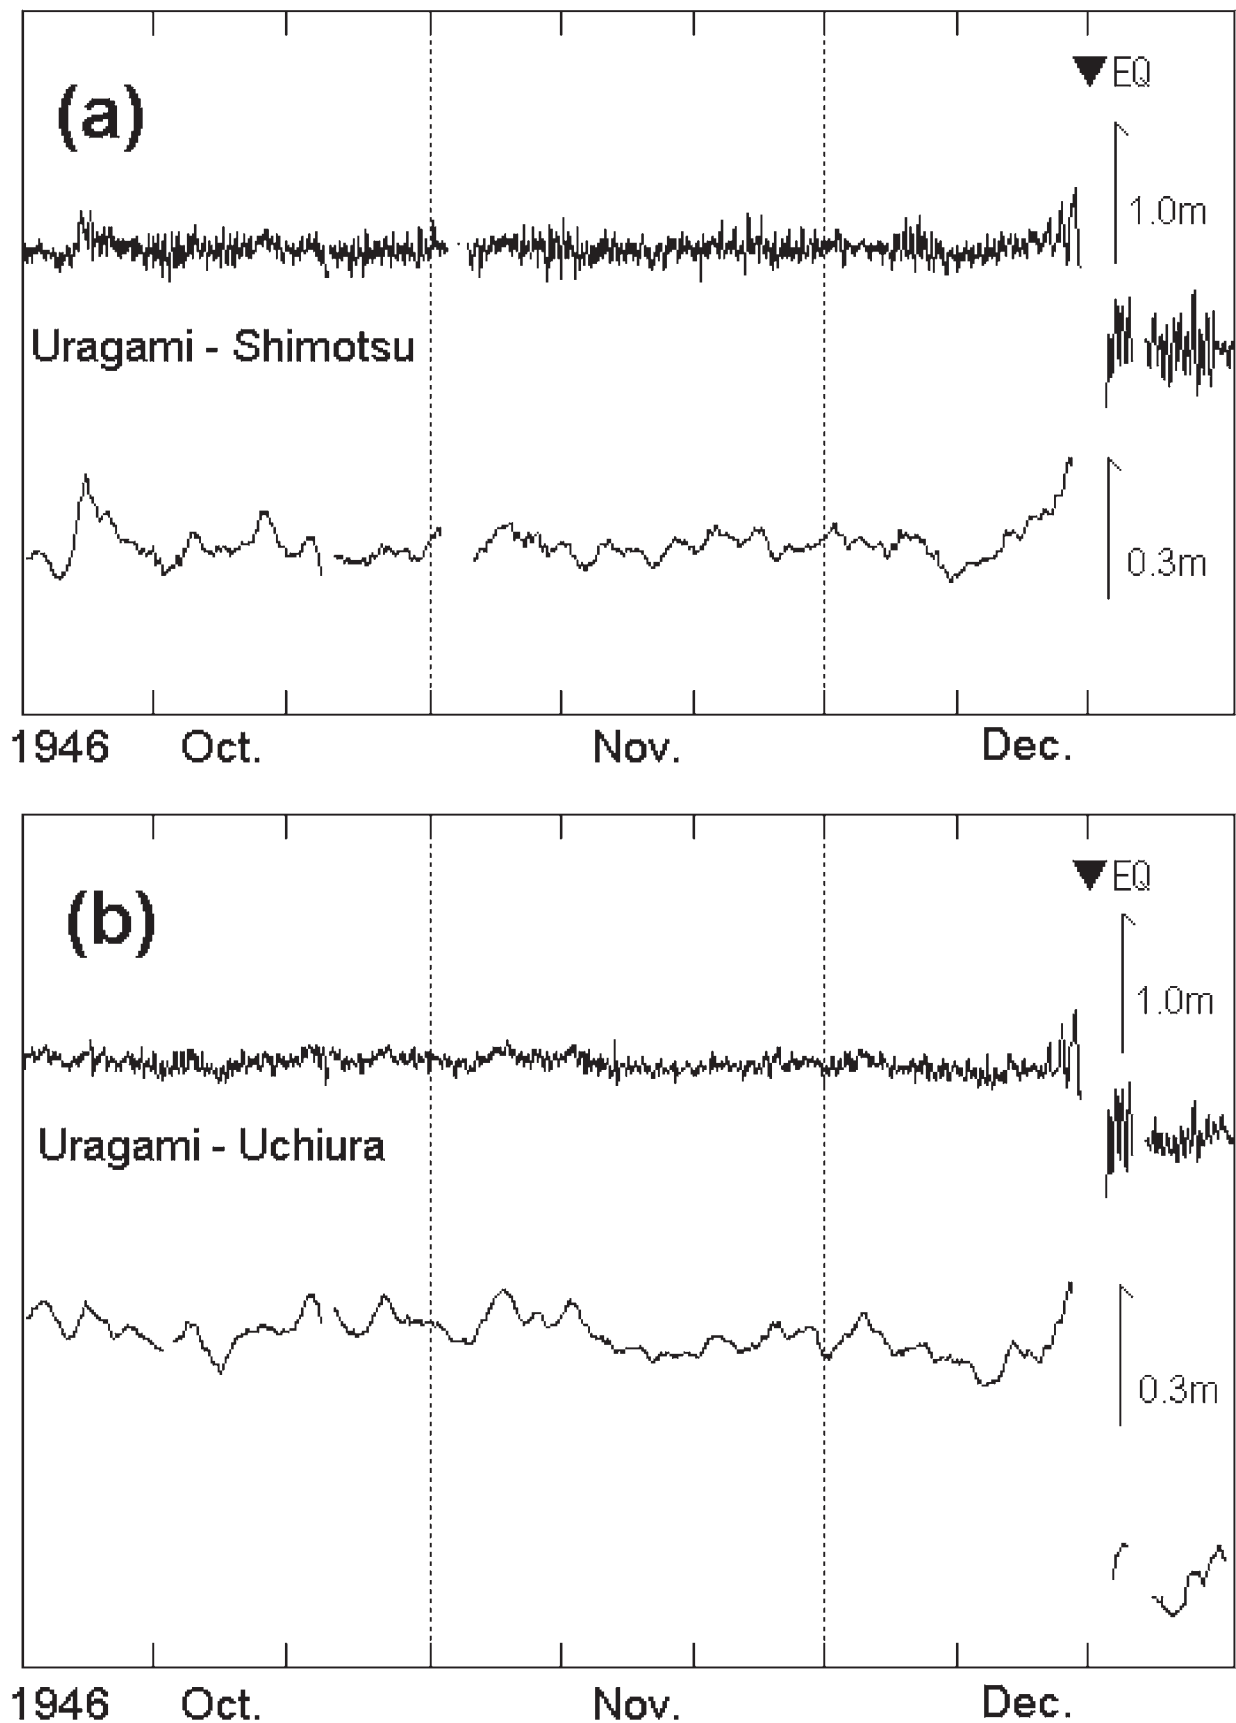 (a)
EQ
1.0m
Uragami - Shimotsu
0.3m
1946 Oct. Nov. Dec.
(b)
EQ
1.0m
Uragami - Uchiura
0.3m
1946 Oct. Nov. Dec.